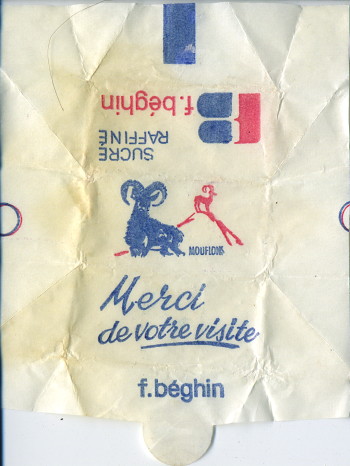 f.béghin
SUCRE
RAFFINÉ
MOUFLONS
Merci
de votre visite
f.béghin